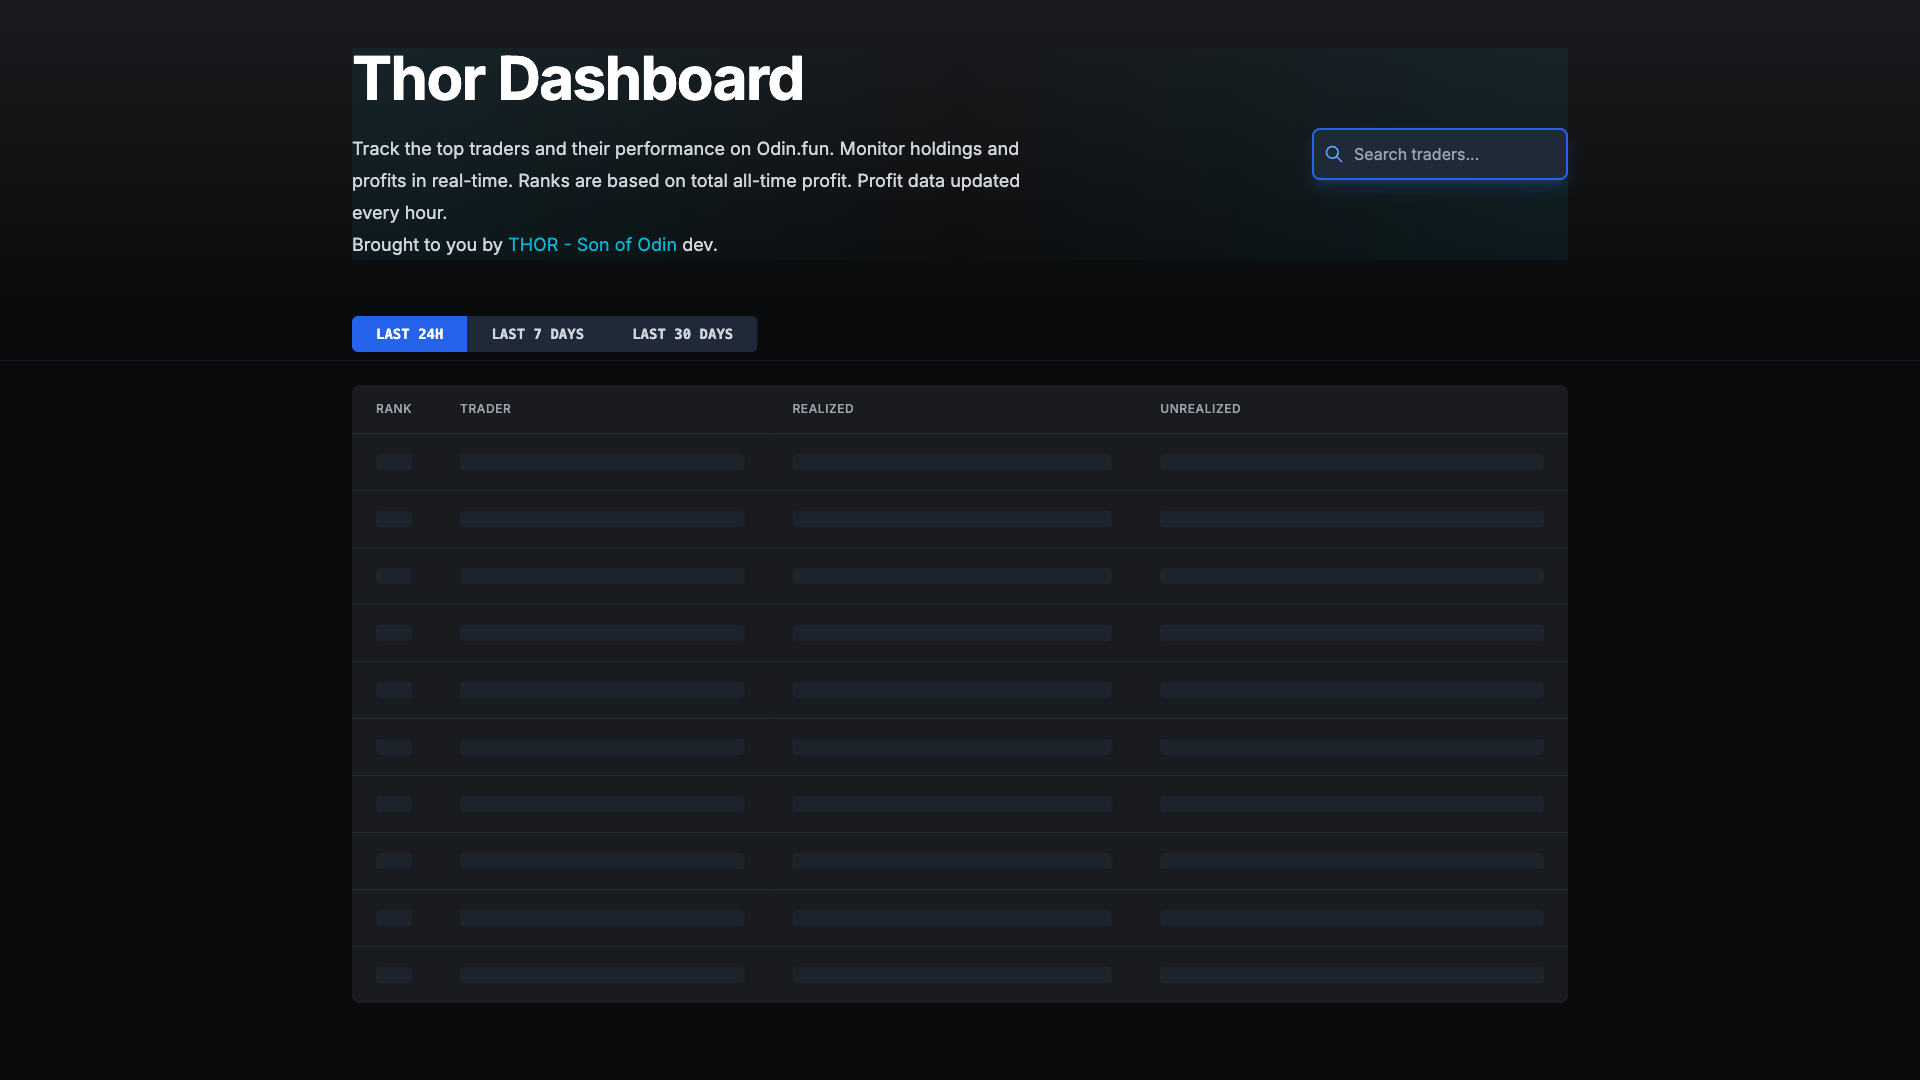 Thor Dashboard
Track the top traders and their performance on Odin.fun. Monitor holdings and
profits in real-time. Ranks are based on total all-time profit. Profit data updated
every hour.
Brought to you by THOR - Son of Odin dev.
Search traders...
LAST 24H LAST 7 DAYS LAST 30 DAYS
RANK TRADER REALIZED UNREALIZED